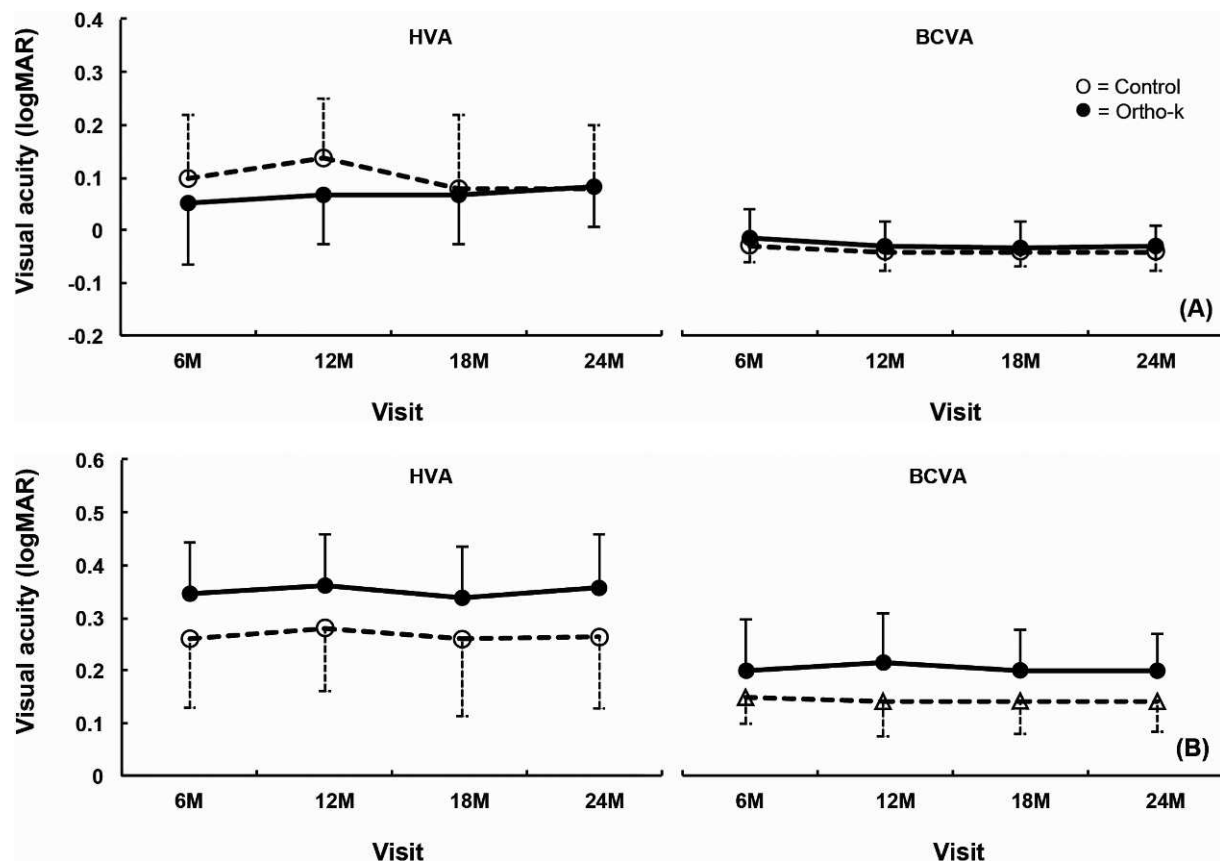 HVA
BCVA
Visual acuity (logMAR)
0.4
0.3
0.2
0.1
0
-0.1
-0.2
O = Control
● = Ortho-k
(A)
6M 12M 18M 24M
6M 12M 18M 24M
Visit
Visit
HVA
BCVA
Visual acuity (logMAR)
0.6
0.5
0.4
0.3
0.2
0.1
0
(B)
6M 12M 18M 24M
6M 12M 18M 24M
Visit
Visit